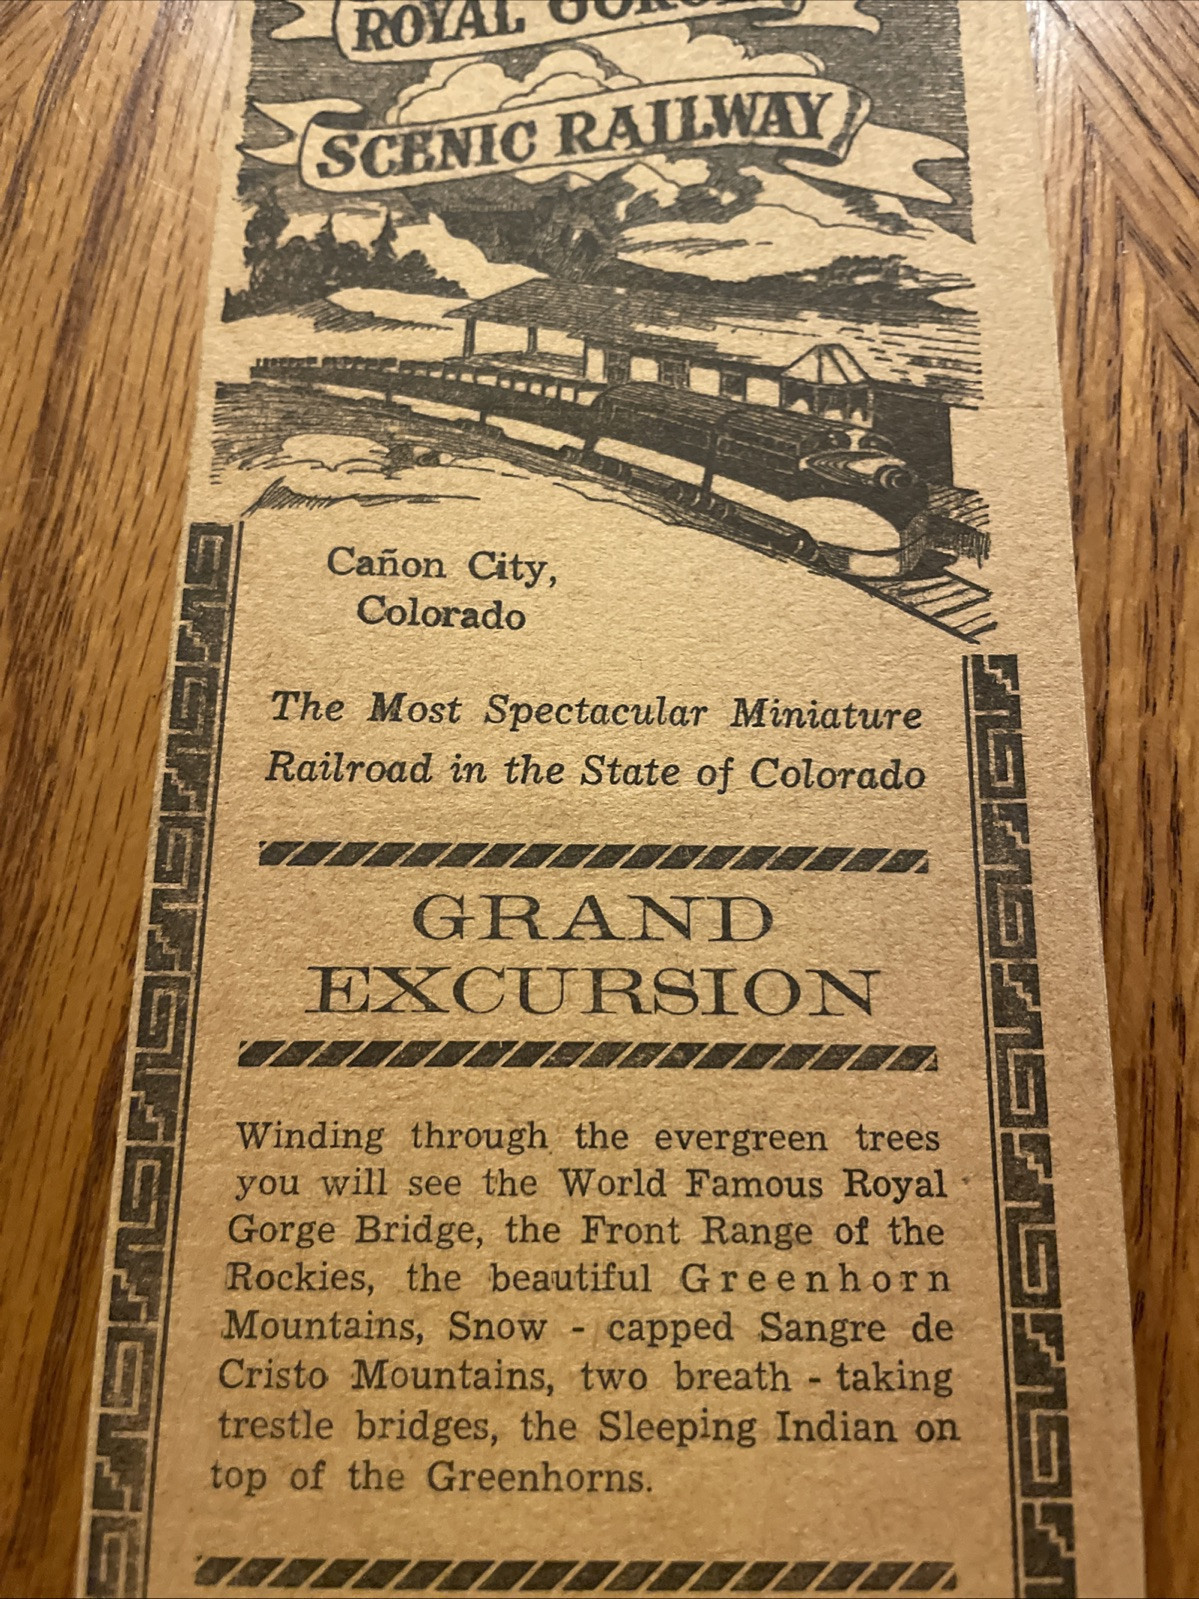 ROYAL GORGE
SCENIC RAILWAY
Cañon City,
Colorado
The Most Spectacular Miniature
Railroad in the State of Colorado
GRAND
EXCURSION
Winding through the evergreen trees
you will see the World Famous Royal
Gorge Bridge, the Front Range of the
Rockies, the beautiful Greenhorn
Mountains, Snow - capped Sangre de
Cristo Mountains, two breath - taking
trestle bridges, the Sleeping Indian on
top of the Greenhorns.